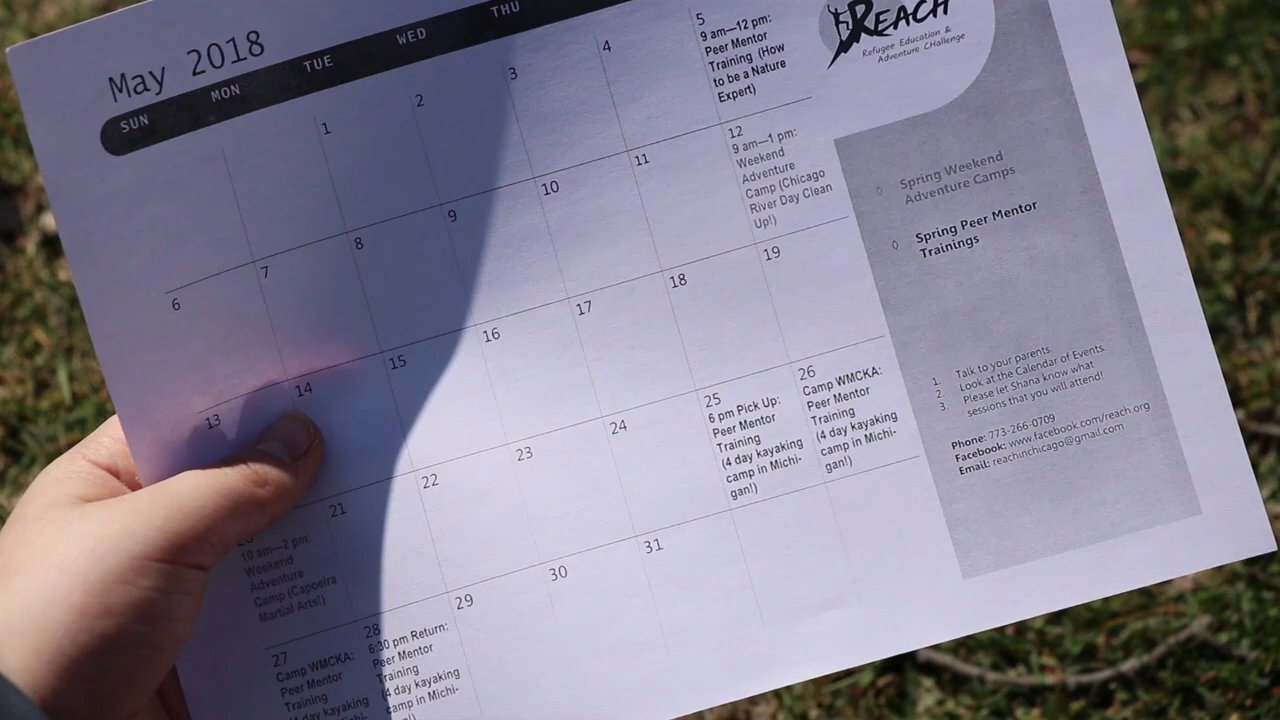 May 2018
SUN MON TUE WED THU
1 2 3 4 5
9 am—12 pm:
Peer Mentor
Training (How
to be a Nature
Expert)
6 7 8 9 10 11 12
9 am—1 pm:
Weekend
Adventure
Camp (Chicago
River Day Clean
Up!)
13 14 15 16 17 18 19
21 22 23 24 25 26
10 am—2 pm:
Weekend
Adventure
Camp (Capoeira
Martial Arts!)
6 pm Pick Up:
Peer Mentor
Training
(4 day kayaking
camp in Michi-
gan!)
Camp WMCKA:
Peer Mentor
Training
(4 day kayaking
camp in Michi-
gan!)
27 28 29 30 31
Camp WMCKA:
Peer Mentor
Training
(4 day kayaking
camp in Michi-
6:30 pm Return:
Peer Mentor
Training
(4 day kayaking
camp in Michi-
gan!)
REACH
Refugee Education &
Adventure CHallenge
◊ Spring Weekend
Adventure Camps
◊ Spring Peer Mentor
Trainings
1. Talk to your parents.
2. Look at the Calendar of Events.
3. Please let Shana know what
sessions that you will attend!
Phone: 773-266-0709
Facebook: www.facebook.com/reach.org
Email: reachinchicago@gmail.com